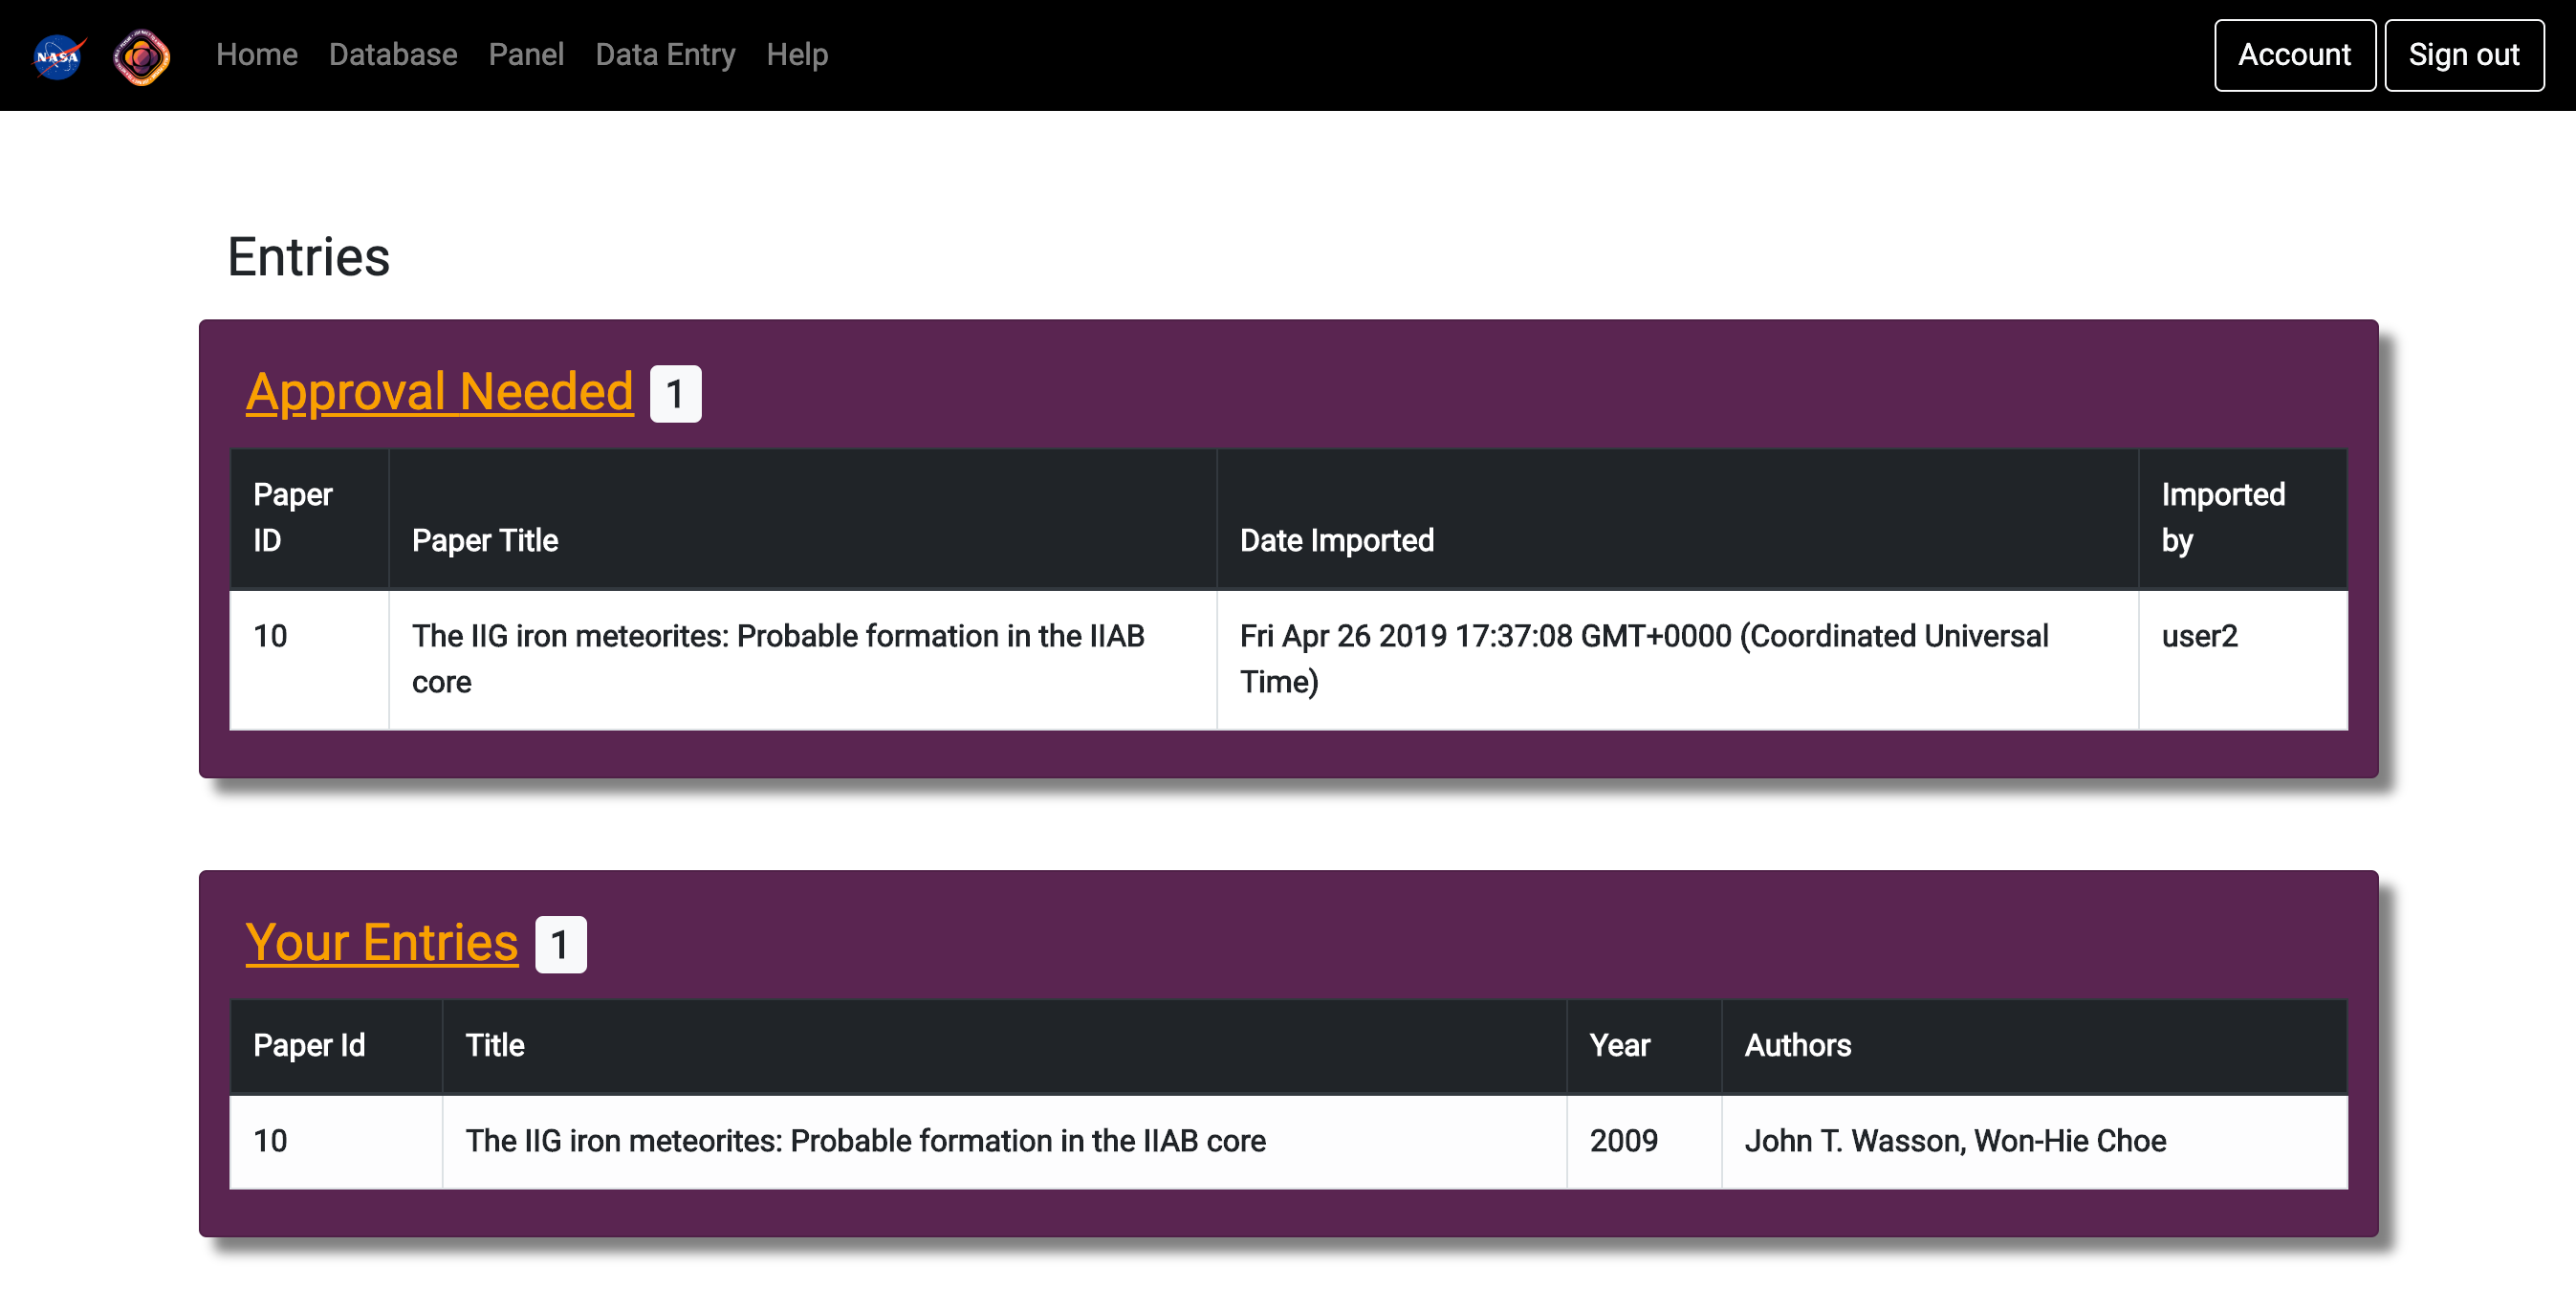 NASA
Home Database Panel Data Entry Help Account Sign out
Entries
Approval Needed 1
Paper ID Paper Title Date Imported Imported by
10 The IIG iron meteorites: Probable formation in the IIAB core Fri Apr 26 2019 17:37:08 GMT+0000 (Coordinated Universal Time) user2
Your Entries 1
Paper Id Title Year Authors
10 The IIG iron meteorites: Probable formation in the IIAB core 2009 John T. Wasson, Won-Hie Choe